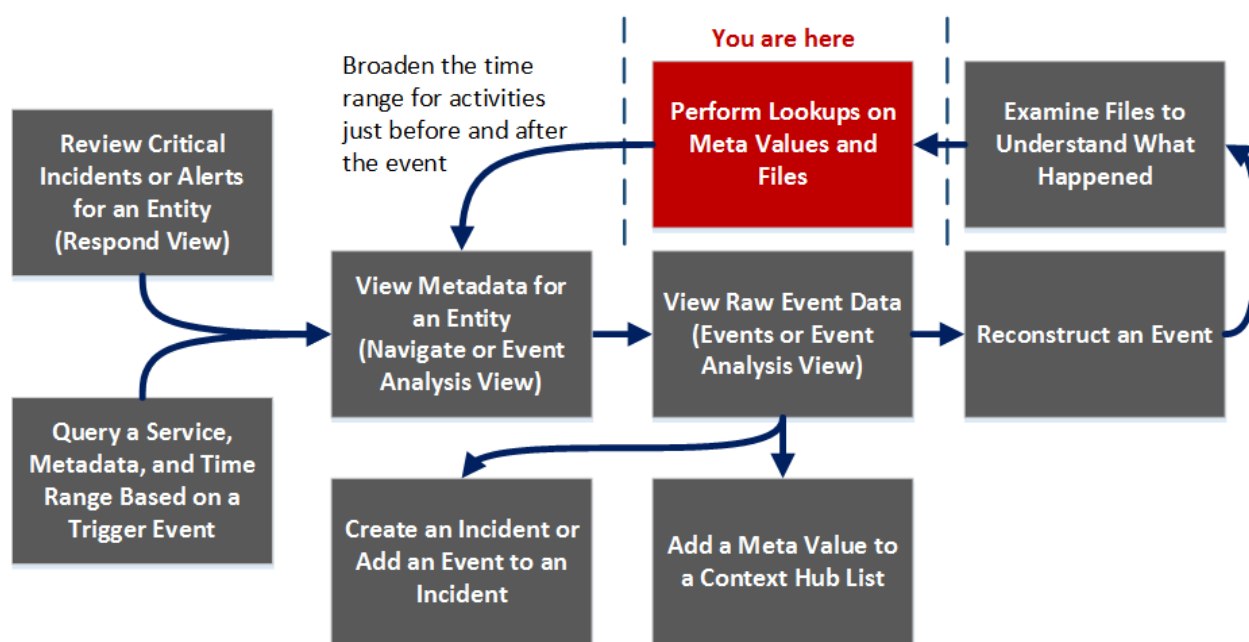 You are here
Broaden the time
range for activities
just before and after
the event
Perform Lookups on
Meta Values and
Files
Examine Files to
Understand What
Happened
Review Critical
Incidents or Alerts
for an Entity
(Respond View)
View Metadata for
an Entity
(Navigate or Event
Analysis View)
View Raw Event Data
(Events or Event
Analysis View)
Reconstruct an Event
Query a Service,
Metadata, and Time
Range Based on a
Trigger Event
Create an Incident or
Add an Event to an
Incident
Add a Meta Value to
a Context Hub List